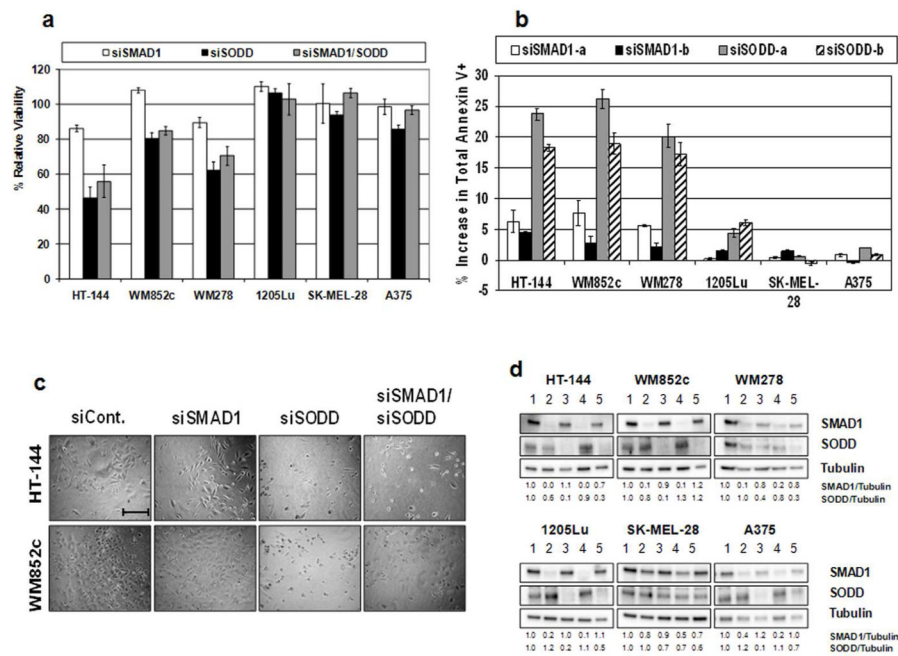 a
siSMAD1 siSODD siSMAD1/SODD
% Relative Viability
120
100
80
60
40
20
0
HT-144 WM852c WM278 1205Lu SK-MEL-28 A375
b
siSMAD1-a siSMAD1-b siSODD-a siSODD-b
% Increase in Total Annexin V+
30
25
20
15
10
5
0
-5
HT-144 WM852c WM278 1205Lu SK-MEL-28 A375
c
siCont. siSMAD1 siSODD siSMAD1/
siSODD
HT-144
WM852c
d
HT-144 WM852c WM278
1 2 3 4 5 1 2 3 4 5 1 2 3 4 5
SMAD1
SODD
Tubulin
1.0 0.0 1.1 0.0 0.7 1.0 0.1 0.9 0.1 1.2 1.0 0.1 0.8 0.2 0.8 SMAD1/Tubulin
1.0 0.5 0.1 0.9 0.3 1.0 0.8 0.1 1.3 1.2 1.0 0.4 0.4 0.8 0.3 SODD/Tubulin
1205Lu SK-MEL-28 A375
1 2 3 4 5 1 2 3 4 5 1 2 3 4 5
SMAD1
SODD
Tubulin
1.0 0.2 1.0 0.1 1.1 1.0 0.8 0.9 0.5 0.7 1.0 0.4 1.2 0.2 1.0 SMAD1/Tubulin
1.0 1.2 0.2 1.1 0.5 1.0 1.0 0.7 0.7 0.6 1.0 1.2 0.1 1.1 0.7 SODD/Tubulin